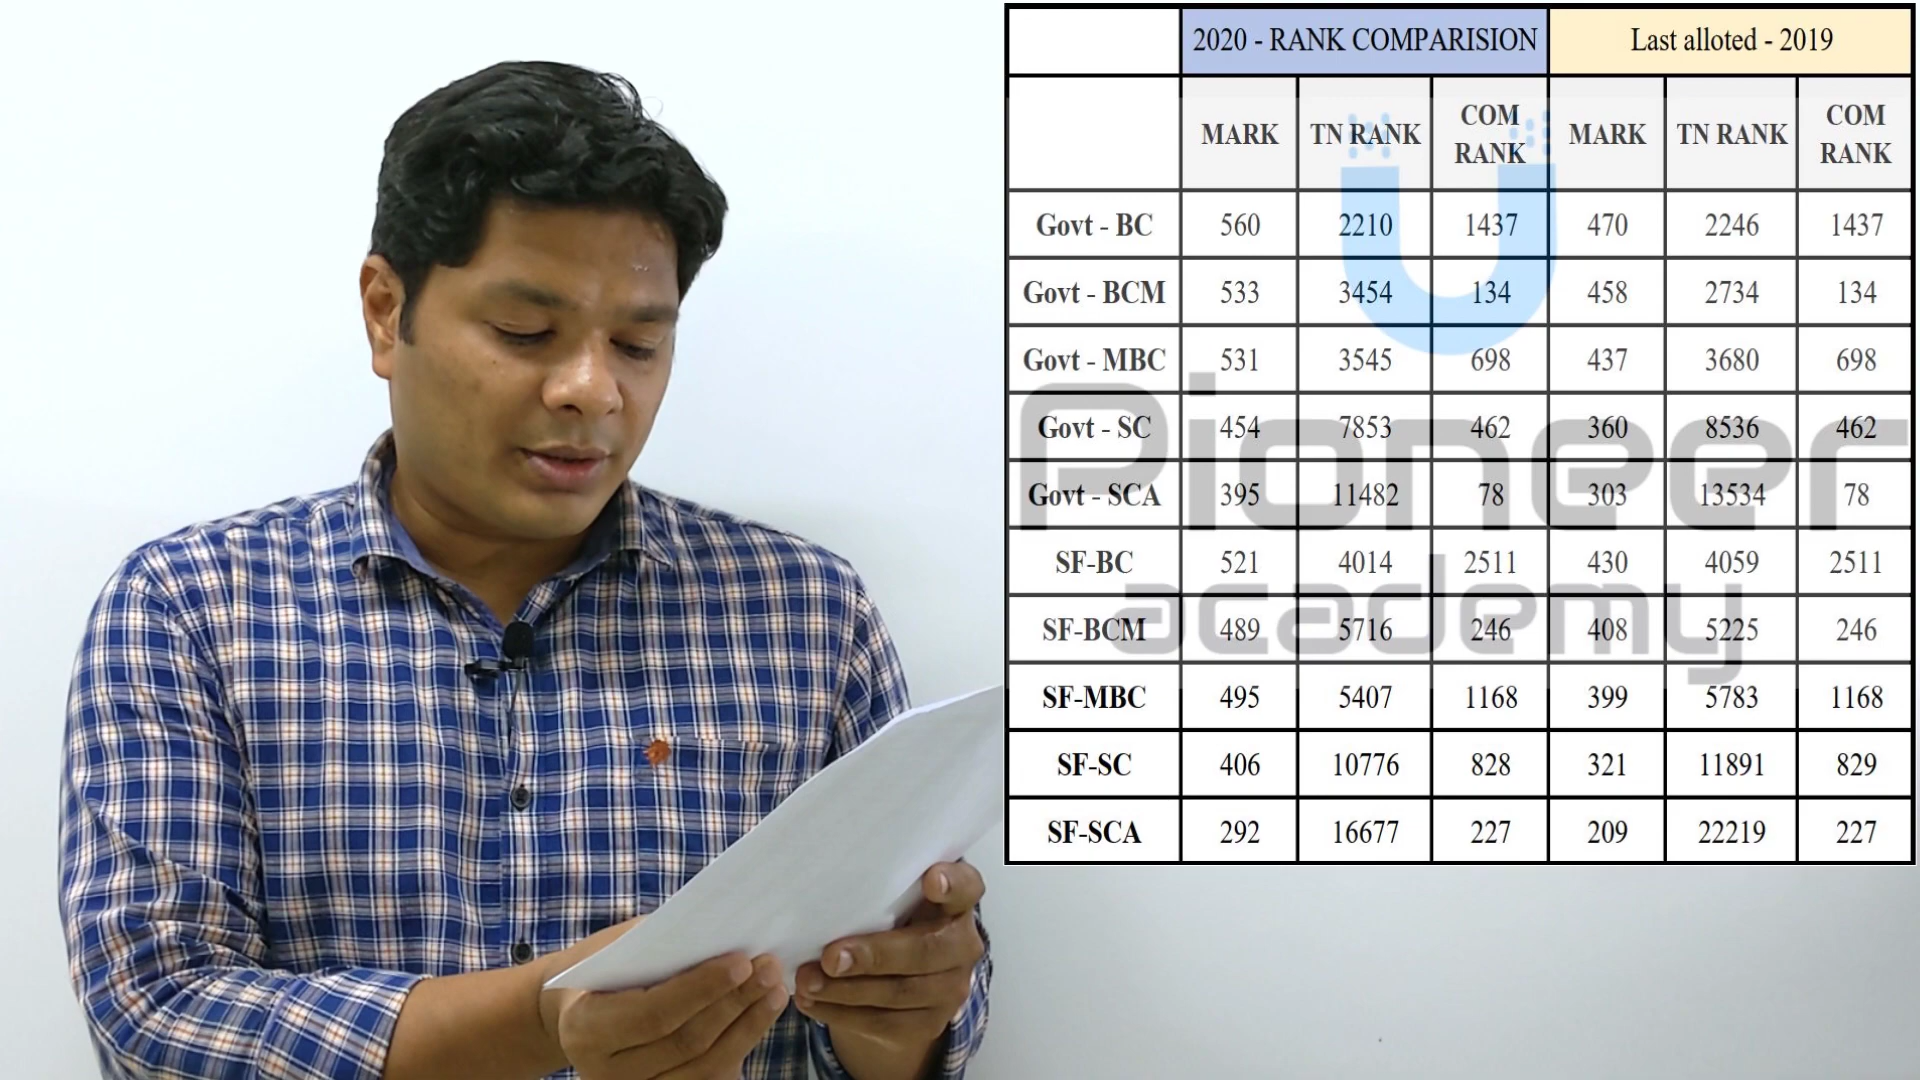 2020 - RANK COMPARISION Last alloted - 2019
MARK TN RANK COM RANK MARK TN RANK COM RANK
Govt - BC 560 2210 1437 470 2246 1437
Govt - BCM 533 3454 134 458 2734 134
Govt - MBC 531 3545 698 437 3680 698
Govt - SC 454 7853 462 360 8536 462
Govt - SCA 395 11482 78 303 13534 78
SF-BC 521 4014 2511 430 4059 2511
SF-BCM 489 5716 246 408 5225 246
SF-MBC 495 5407 1168 399 5783 1168
SF-SC 406 10776 828 321 11891 829
SF-SCA 292 16677 227 209 22219 227
Pioneer
academy